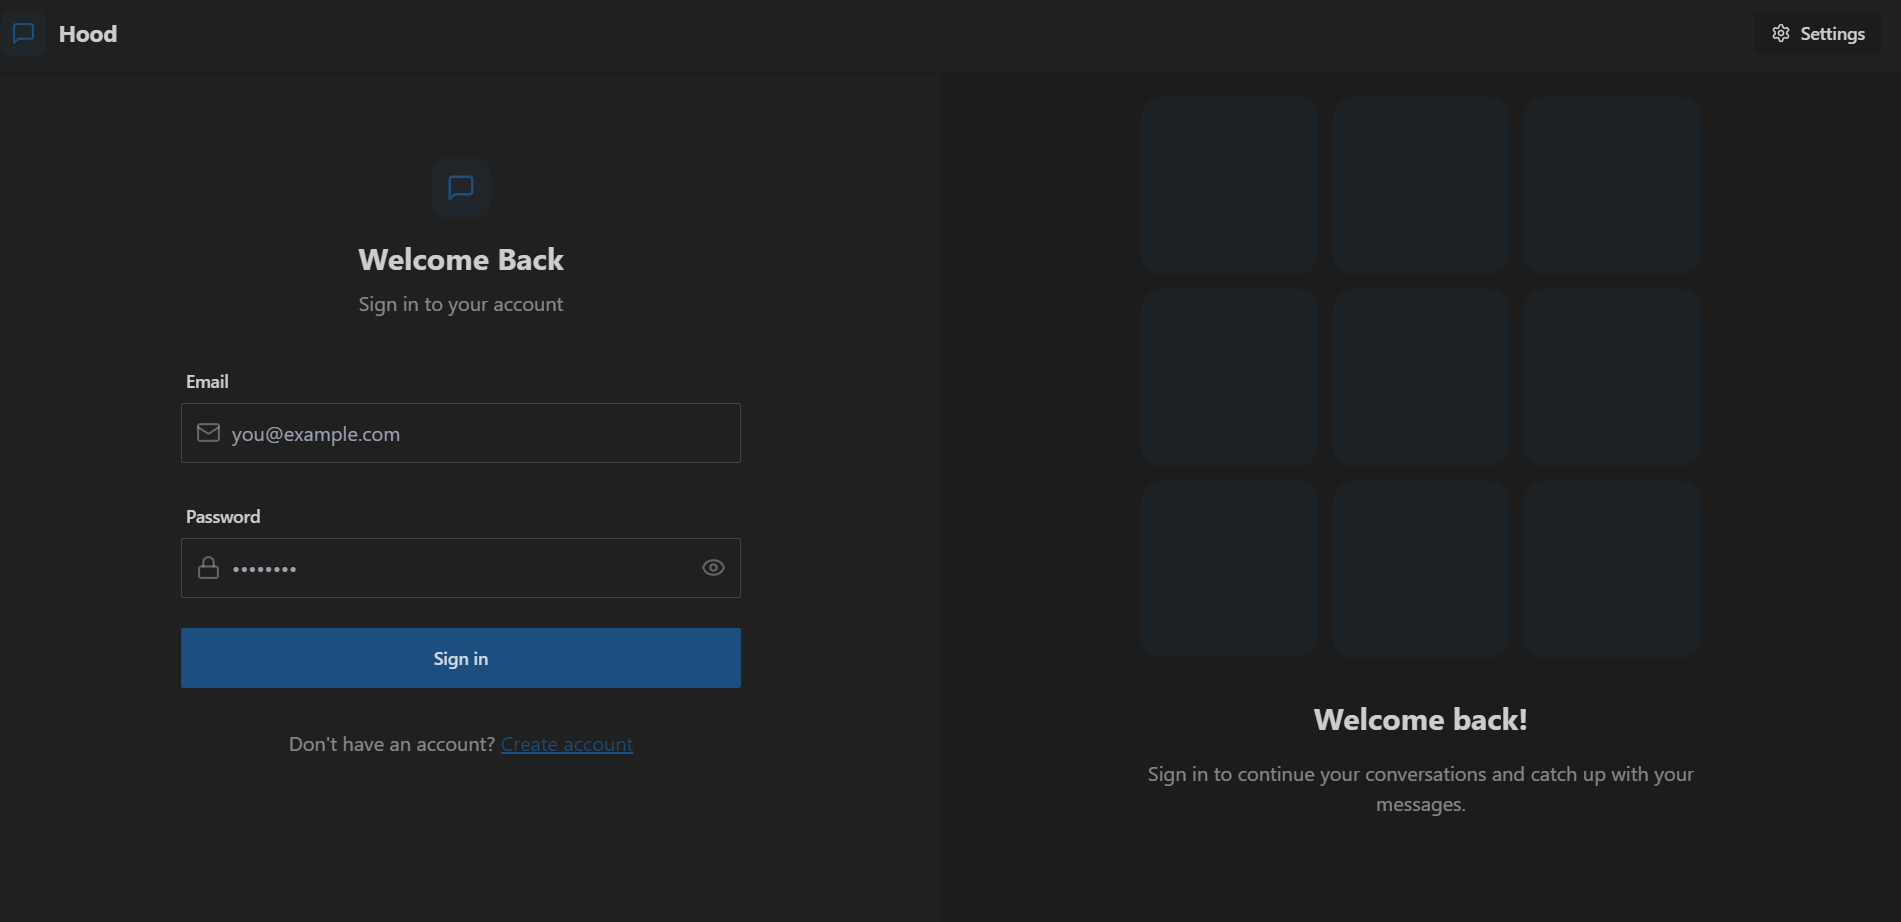 Hood
Settings
Welcome Back
Sign in to your account
Email
you@example.com
Password
••••••••
Sign in
Don't have an account? Create account
Welcome back!
Sign in to continue your conversations and catch up with your
messages.